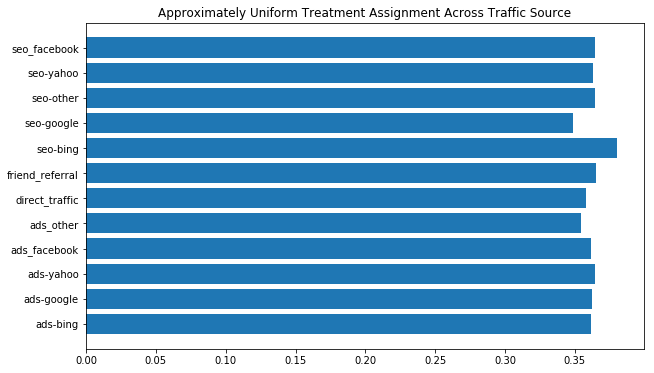 Approximately Uniform Treatment Assignment Across Traffic Source
seo_facebook
seo-yahoo
seo-other
seo-google
seo-bing
friend_referral
direct_traffic
ads_other
ads_facebook
ads-yahoo
ads-google
ads-bing
0.00 0.05 0.10 0.15 0.20 0.25 0.30 0.35